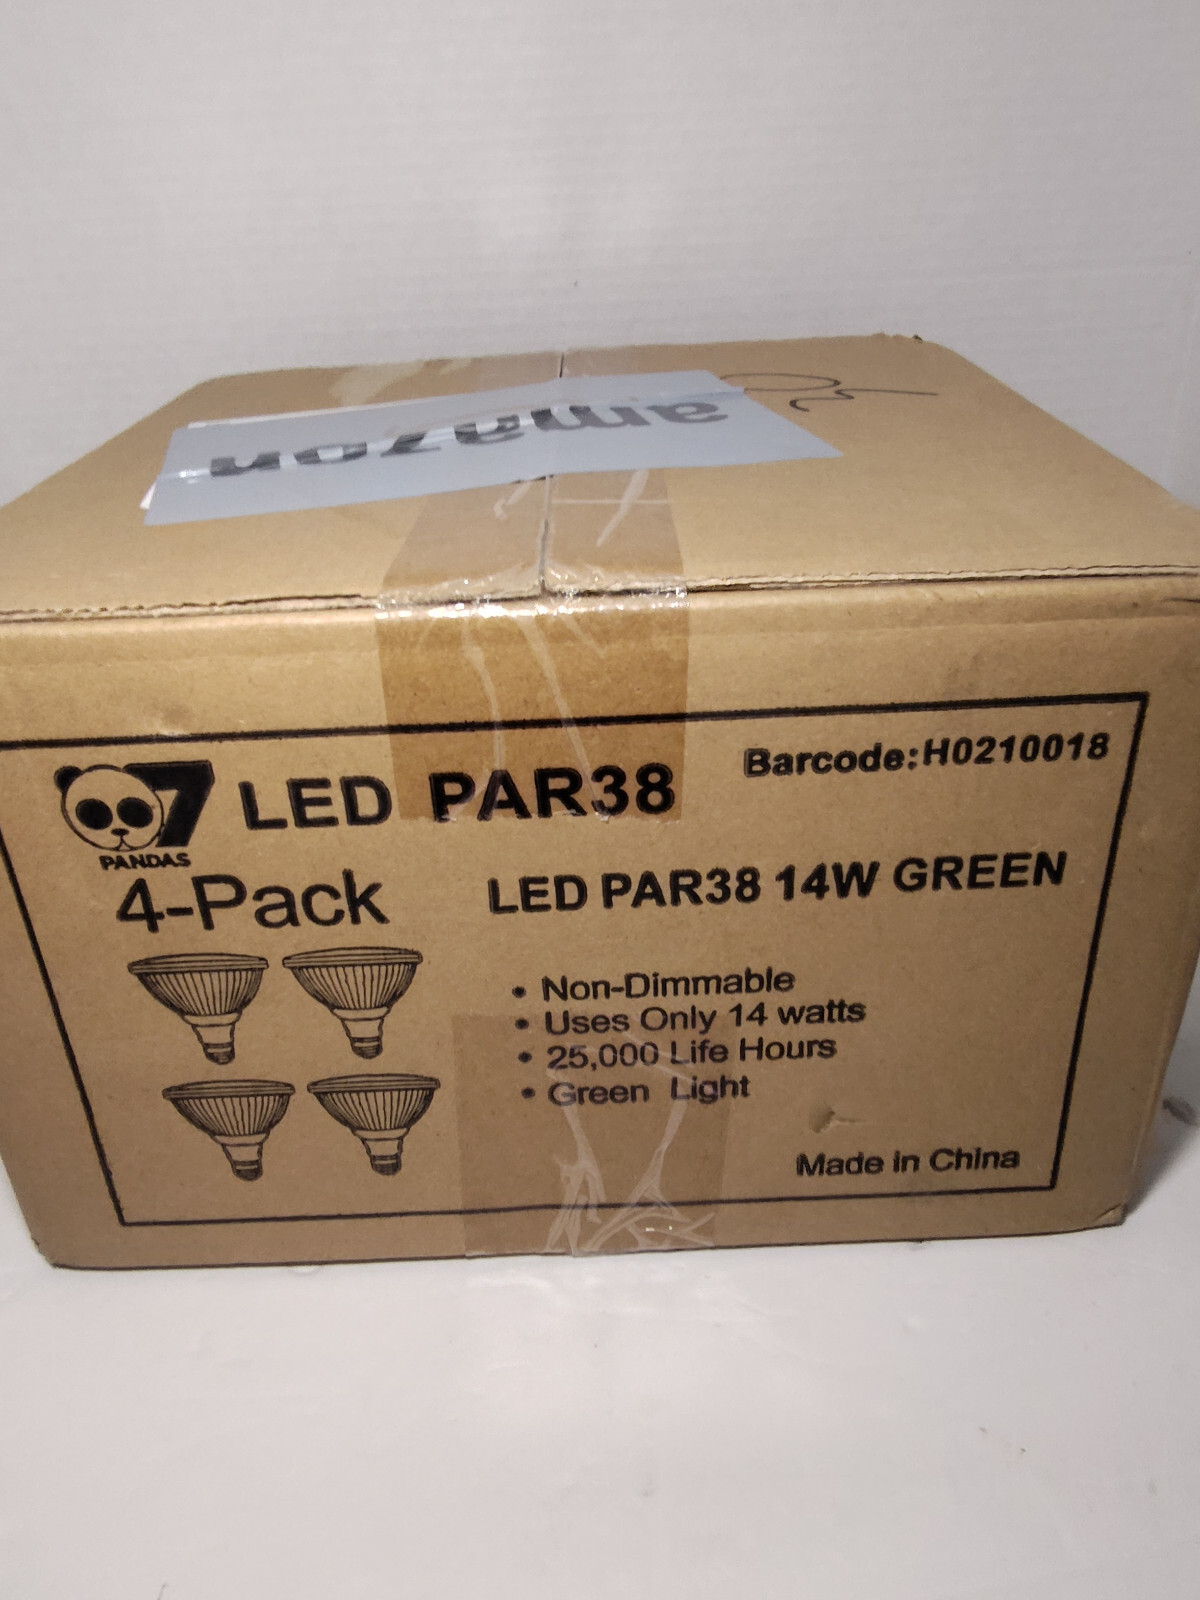 amazon
7
PANDAS
LED PAR38
Barcode:H0210018
4-Pack
LED PAR38 14W GREEN
• Non-Dimmable
• Uses Only 14 watts
• 25,000 Life Hours
• Green Light
Made in China